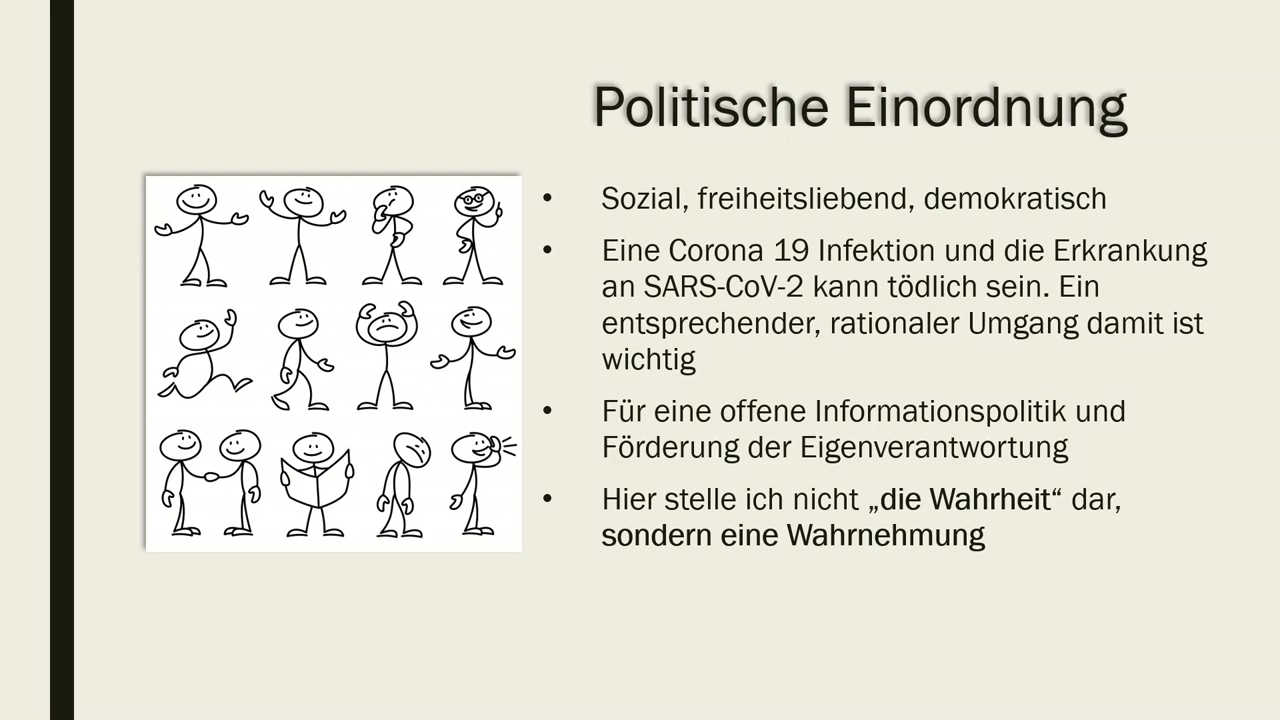 Politische Einordnung
• Sozial, freiheitsliebend, demokratisch
• Eine Corona 19 Infektion und die Erkrankung
an SARS-CoV-2 kann tödlich sein. Ein
entsprechender, rationaler Umgang damit ist
wichtig
• Für eine offene Informationspolitik und
Förderung der Eigenverantwortung
• Hier stelle ich nicht „die Wahrheit“ dar,
sondern eine Wahrnehmung